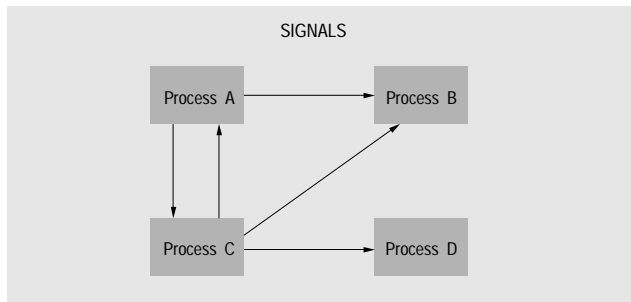 SIGNALS
Process A
Process B
Process C
Process D